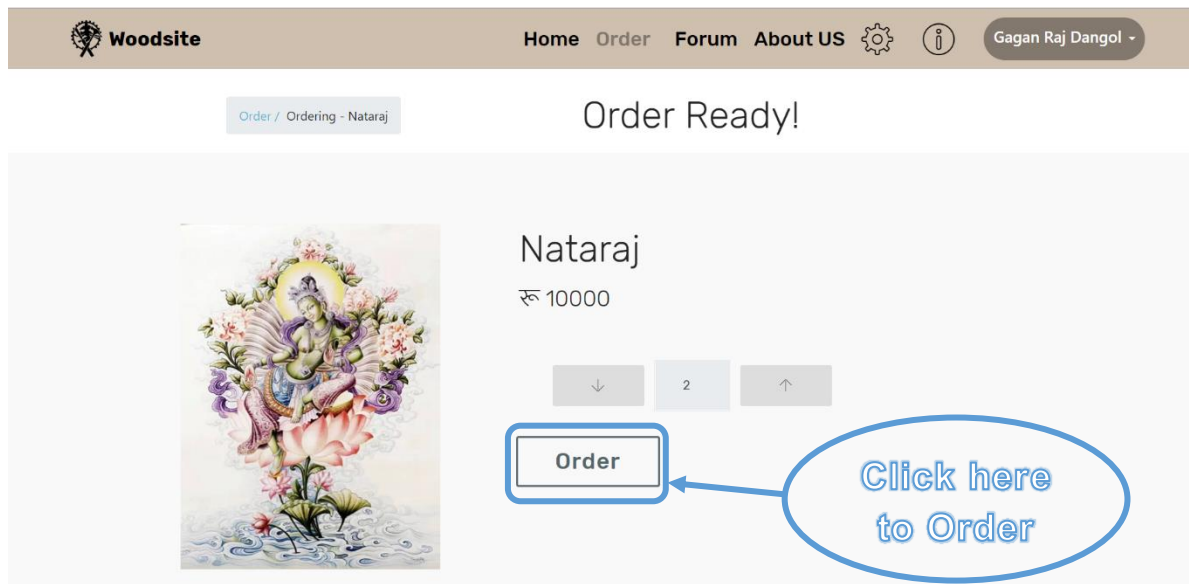 Woodsite
Home Order Forum About US
Gagan Raj Dangol
Order / Ordering - Nataraj
Order Ready!
Nataraj
रू 10000
2
Order
Click here
to Order